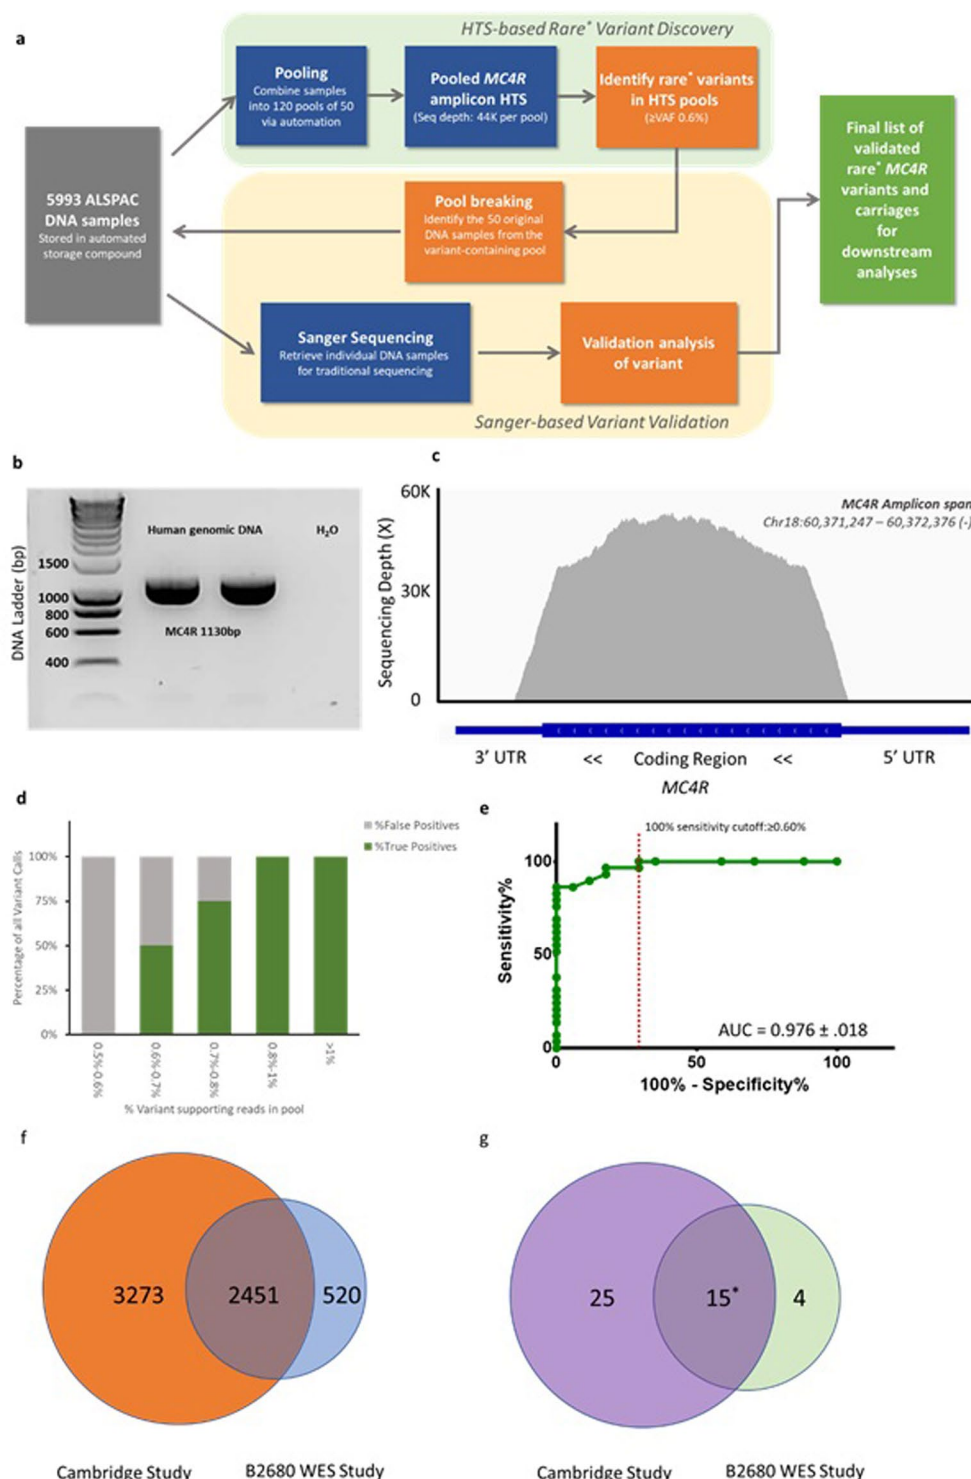 a
HTS-based Rare* Variant Discovery
Pooling
Combine samples
into 120 pools of 50
via automation
Pooled MC4R
amplicon HTS
(Seq depth: 44K per pool)
Identify rare* variants
in HTS pools
(≥VAF 0.6%)
5993 ALSPAC
DNA samples
Stored in automated
storage compound
Pool breaking
Identify the 50 original
DNA samples from the
variant-containing pool
Final list of
validated
rare* MC4R
variants and
carriages
for
downstream
analyses
Sanger Sequencing
Retrieve individual DNA samples
for traditional sequencing
Validation analysis
of variant
Sanger-based Variant Validation
b
DNA Ladder (bp)
1500
1000
800
600
400
Human genomic DNA
H2O
MC4R 1130bp
c
Sequencing Depth (X)
60K
30K
0
MC4R Amplicon span
Chr18:60,371,247 – 60,372,376 (-)
3' UTR << Coding Region << 5' UTR
MC4R
d
%False Positives
%True Positives
Percentage of all Variant Calls
100%
75%
50%
25%
0%
0.5%-0.6%
0.6%-0.7%
0.7%-0.8%
0.8%-1%
>1%
% Variant supporting reads in pool
e
100% sensitivity cutoff:≥0.60%
Sensitivity%
100
50
0
AUC = 0.976 ± .018
0 50 100
100% - Specificity%
f
3273 2451 520
Cambridge Study B2680 WES Study
g
25 15* 4
Cambridge Study B2680 WES Study